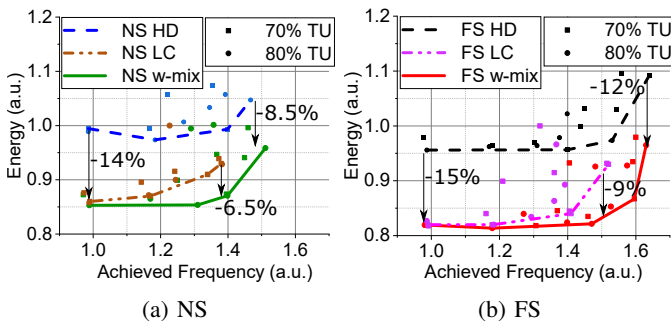 NS HD
NS LC
NS w-mix
70% TU
80% TU
1.2
1.1
1.0
0.9
0.8
Energy (a.u.)
-8.5%
-14%
-6.5%
1.0 1.2 1.4 1.6
Achieved Frequency (a.u.)
(a) NS
FS HD
FS LC
FS w-mix
70% TU
80% TU
1.2
1.1
1.0
0.9
0.8
Energy (a.u.)
-12%
-15%
-9%
1.0 1.2 1.4 1.6
Achieved Frequency (a.u.)
(b) FS